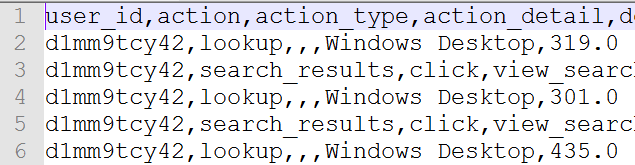 1 user_id,action,action_type,action_detail,d
2 d1mm9tcy42,lookup,,,Windows Desktop,319.0
3 d1mm9tcy42,search_results,click,view_searc
4 d1mm9tcy42,lookup,,,Windows Desktop,301.0
5 d1mm9tcy42,search_results,click,view_searc
6 d1mm9tcy42,lookup,,,Windows Desktop,435.0